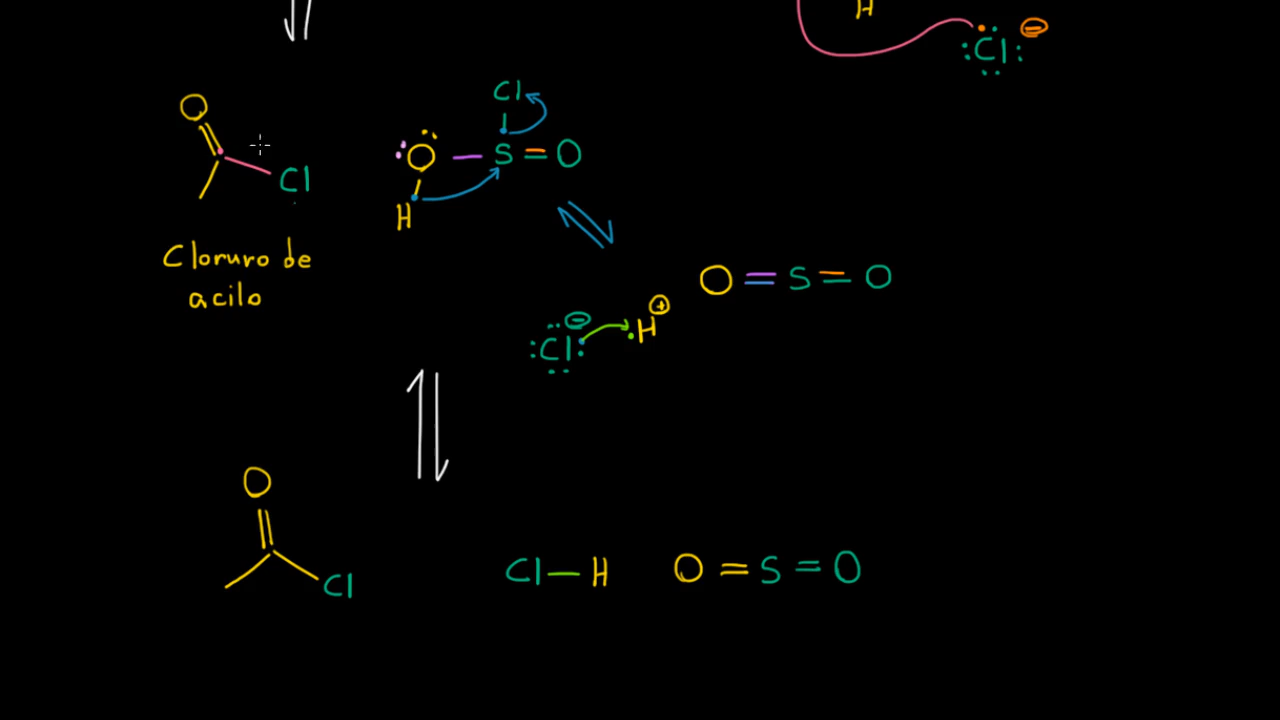 H
:Cl: ⊖
O
Cl
:O — S = O
Cl
H
Cloruro de
acilo
O = S = O
⊕
:Cl: ⊖ H
O
Cl
Cl — H O = S = O